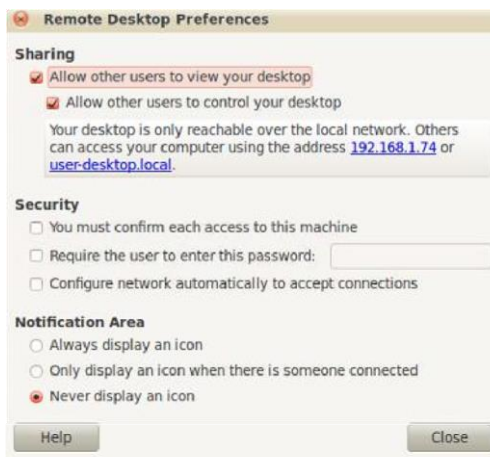 Remote Desktop Preferences
Sharing
Allow other users to view your desktop
Allow other users to control your desktop
Your desktop is only reachable over the local network. Others
can access your computer using the address 192.168.1.74 or
user-desktop.local.
Security
You must confirm each access to this machine
Require the user to enter this password:
Configure network automatically to accept connections
Notification Area
Always display an icon
Only display an icon when there is someone connected
Never display an icon
Help Close